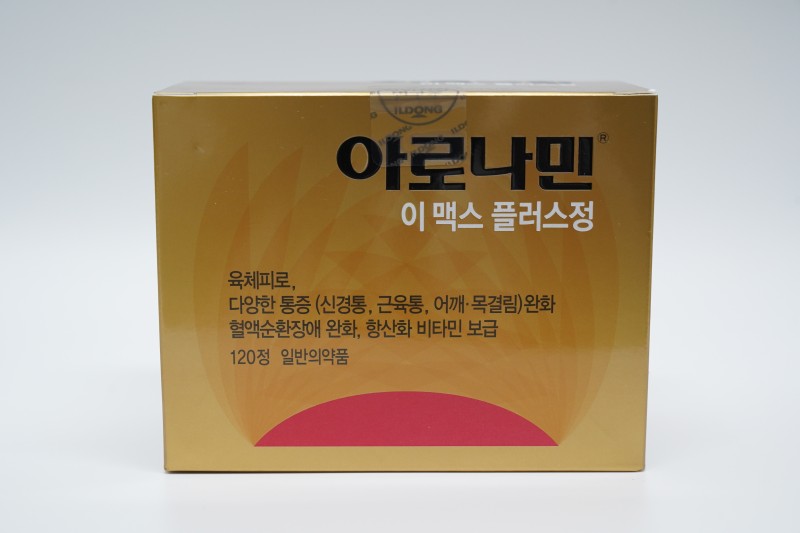 ILDONG
아로나민®
이 맥스 플러스정
육체피로,
다양한 통증 (신경통, 근육통, 어깨·목결림)완화
혈액순환장애 완화, 항산화 비타민 보급
120정 일반의약품